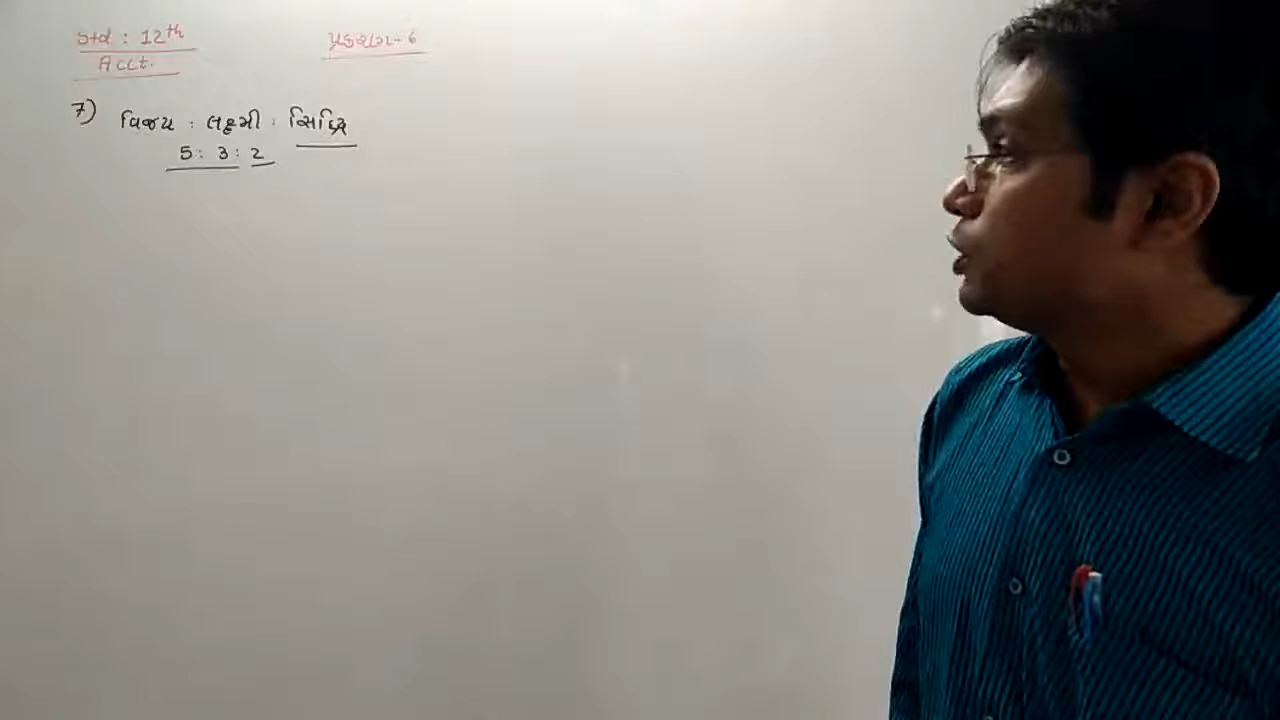 Std : 12th
પ્રકરણ-6
Acct.
7) વિજય : લક્ષ્મી : સિદ્ધિ
5 : 3 : 2